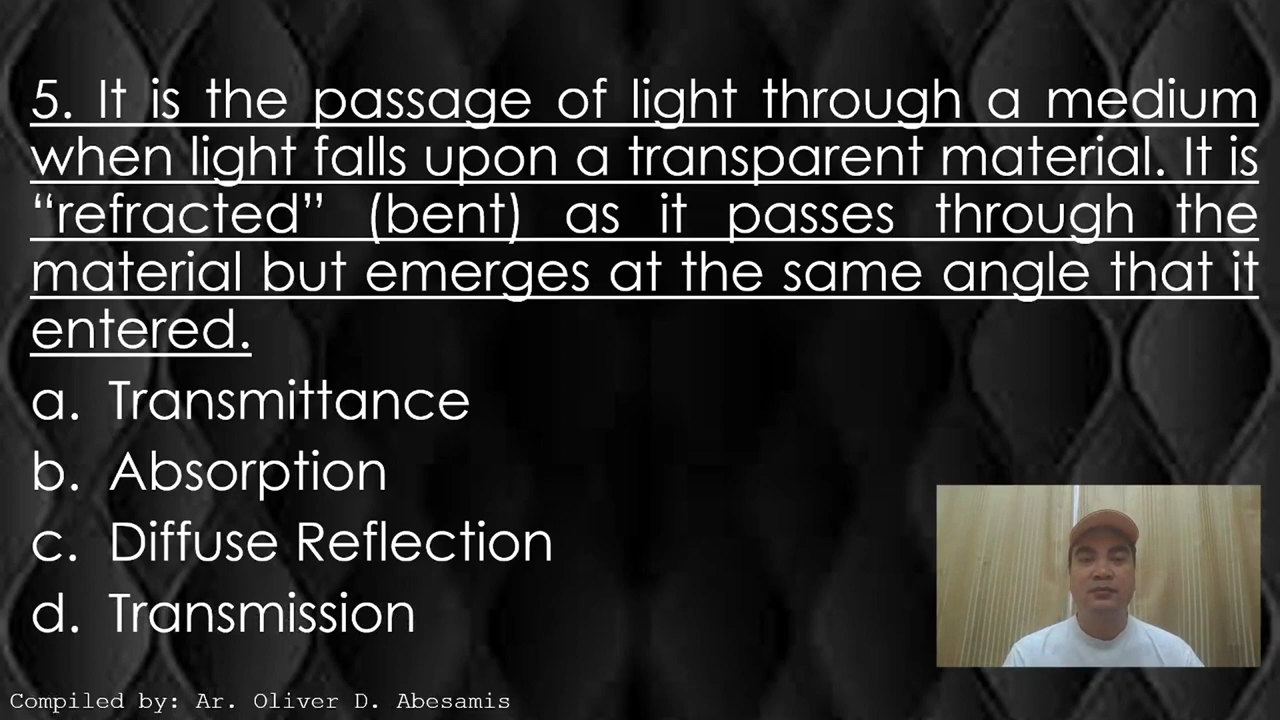 5. It is the passage of light through a medium
when light falls upon a transparent material. It is
“refracted” (bent) as it passes through the
material but emerges at the same angle that it
entered.
a. Transmittance
b. Absorption
c. Diffuse Reflection
d. Transmission
Compiled by: Ar. Oliver D. Abesamis